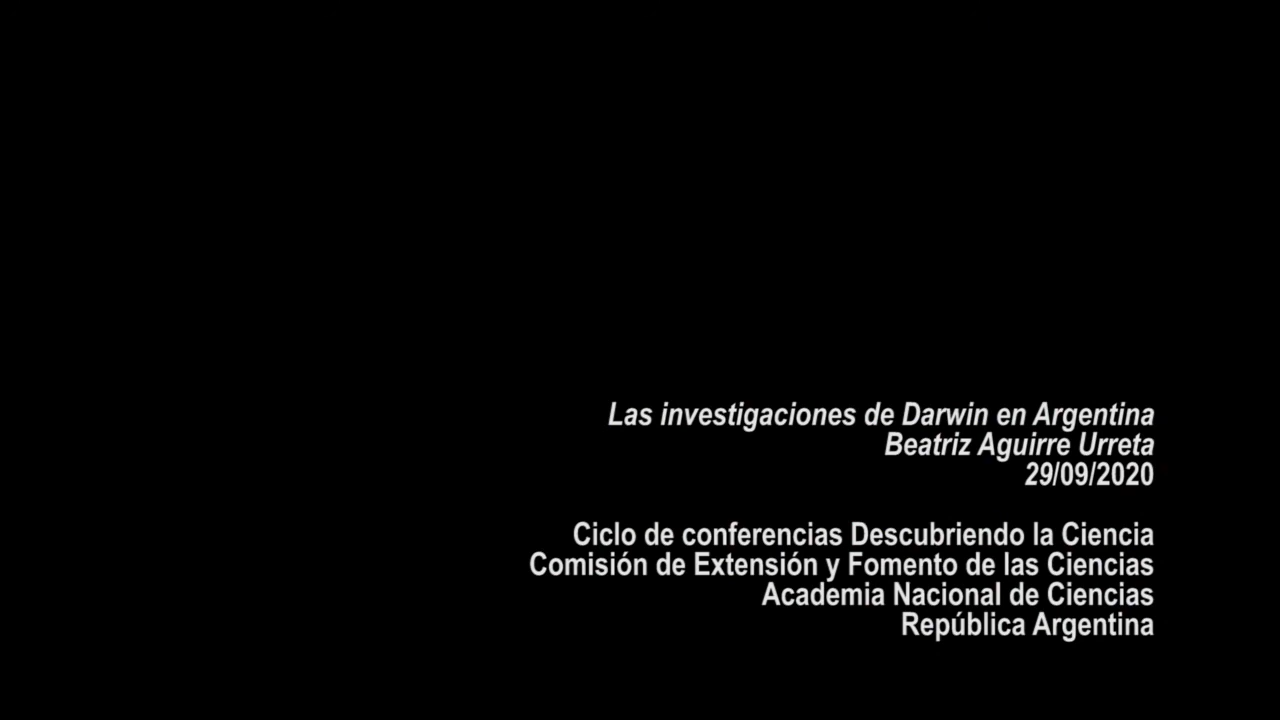 Las investigaciones de Darwin en Argentina
Beatriz Aguirre Urreta
29/09/2020
Ciclo de conferencias Descubriendo la Ciencia
Comisión de Extensión y Fomento de las Ciencias
Academia Nacional de Ciencias
República Argentina